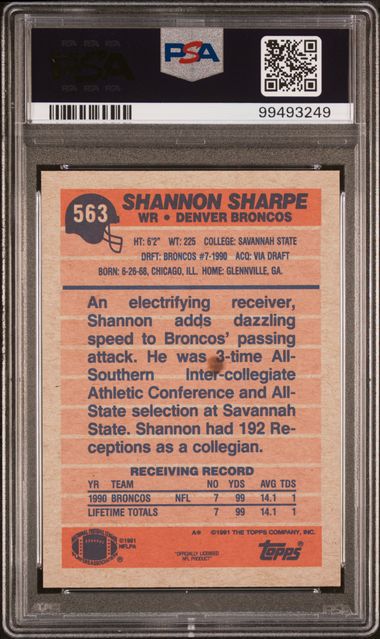 PSA
99493249
563
SHANNON SHARPE
WR • DENVER BRONCOS
HT: 6'2" WT: 225 COLLEGE: SAVANNAH STATE
DRFT: BRONCOS #7-1990 ACQ: VIA DRAFT
BORN: 6-26-68, CHICAGO, ILL. HOME: GLENNVILLE, GA.
An electrifying receiver,
Shannon adds dazzling
speed to Broncos' passing
attack. He was 3-time All-
Southern Inter-collegiate
Athletic Conference and All-
State selection at Savannah
State. Shannon had 192 Re-
ceptions as a collegian.
RECEIVING RECORD
YR TEAM NO YDS AVG TDS
1990 BRONCOS NFL 7 99 14.1 1
LIFETIME TOTALS 7 99 14.1 1
A* ©1991 THE TOPPS COMPANY, INC.
©1991
NFLPA
"OFFICIALLY LICENSED
NFL PRODUCT"
Topps